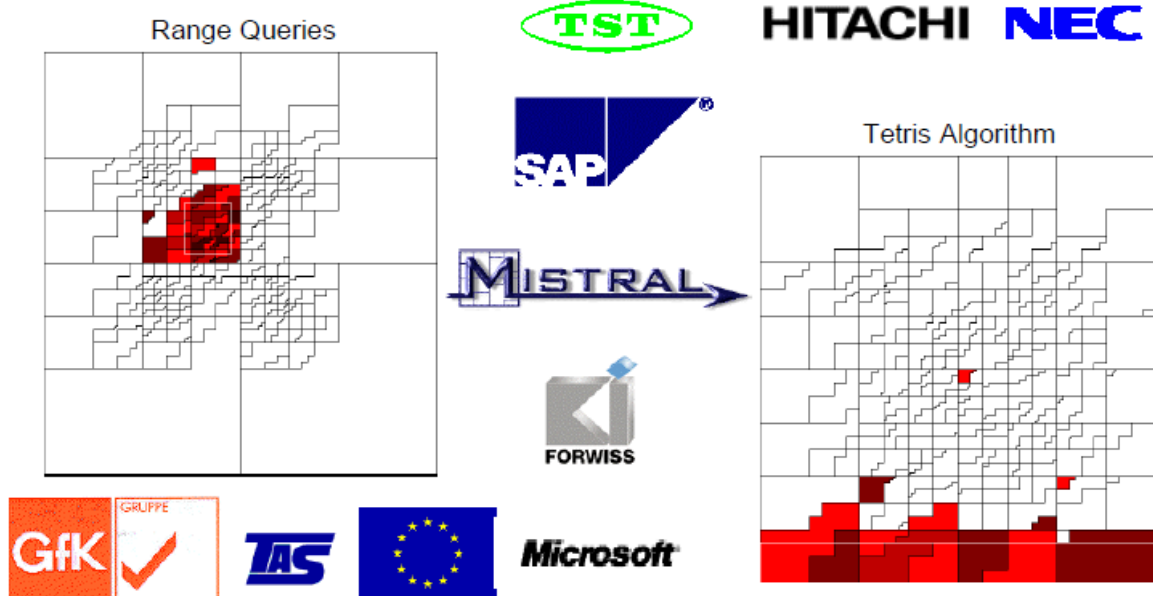 Range Queries
TST
HITACHI NEC
SAP
®
Tetris Algorithm
MISTRAL
FORWISS
GfK
GRUPPE
TAS
Microsoft